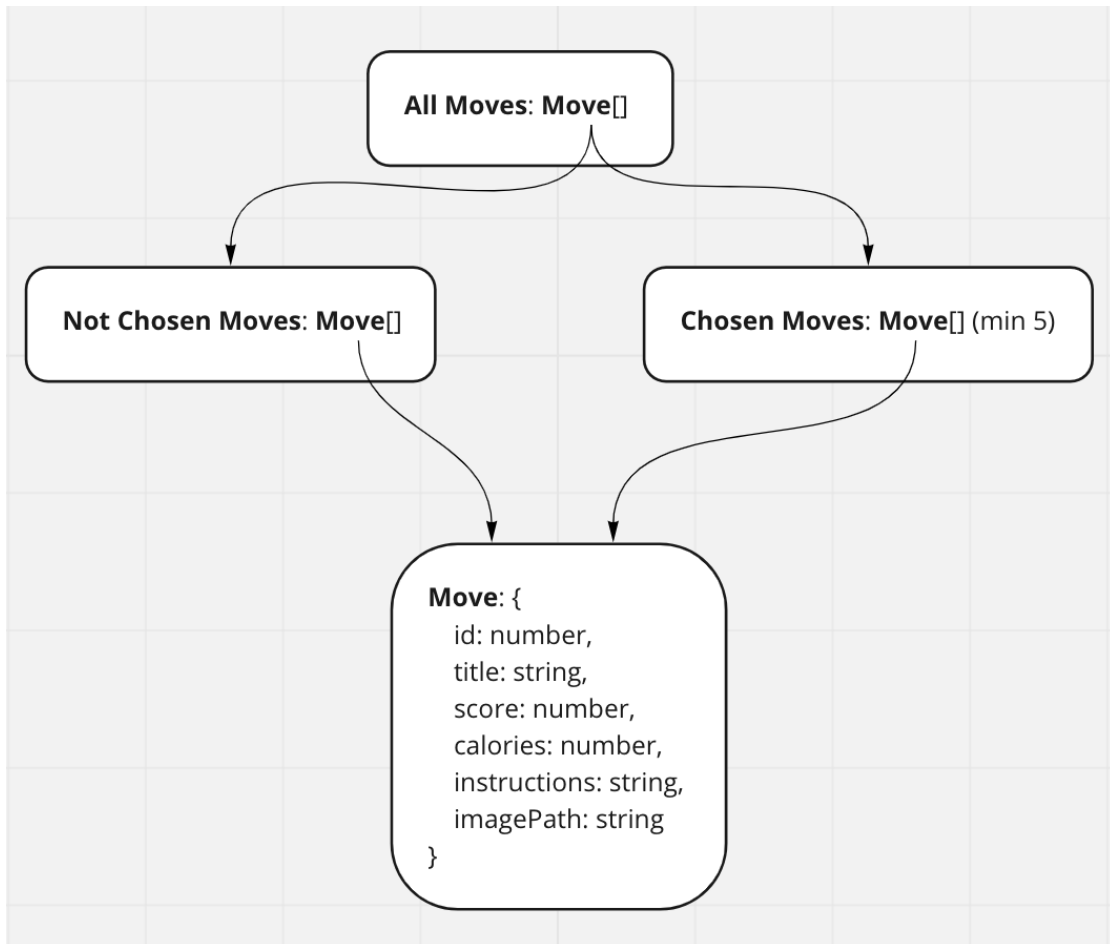 All Moves: Move[]
Not Chosen Moves: Move[]
Chosen Moves: Move[] (min 5)
Move: {
id: number,
title: string,
score: number,
calories: number,
instructions: string,
imagePath: string
}